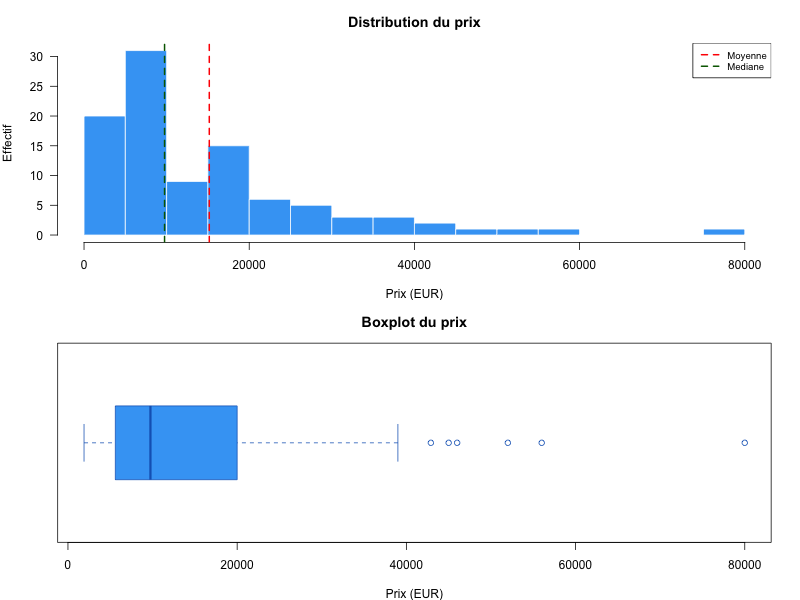 Distribution du prix
Moyenne
Mediane
Effectif
30
25
20
15
10
5
0
0 20000 40000 60000 80000
Prix (EUR)
Boxplot du prix
0 20000 40000 60000 80000
Prix (EUR)